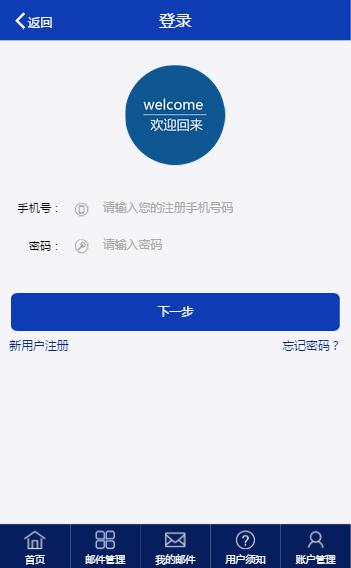 返回
登录
welcome
欢迎回来
手机号： 请输入您的注册手机号码
密码： 请输入密码
下一步
新用户注册 忘记密码？
首页 邮件管理 我的邮件 用户须知 账户管理